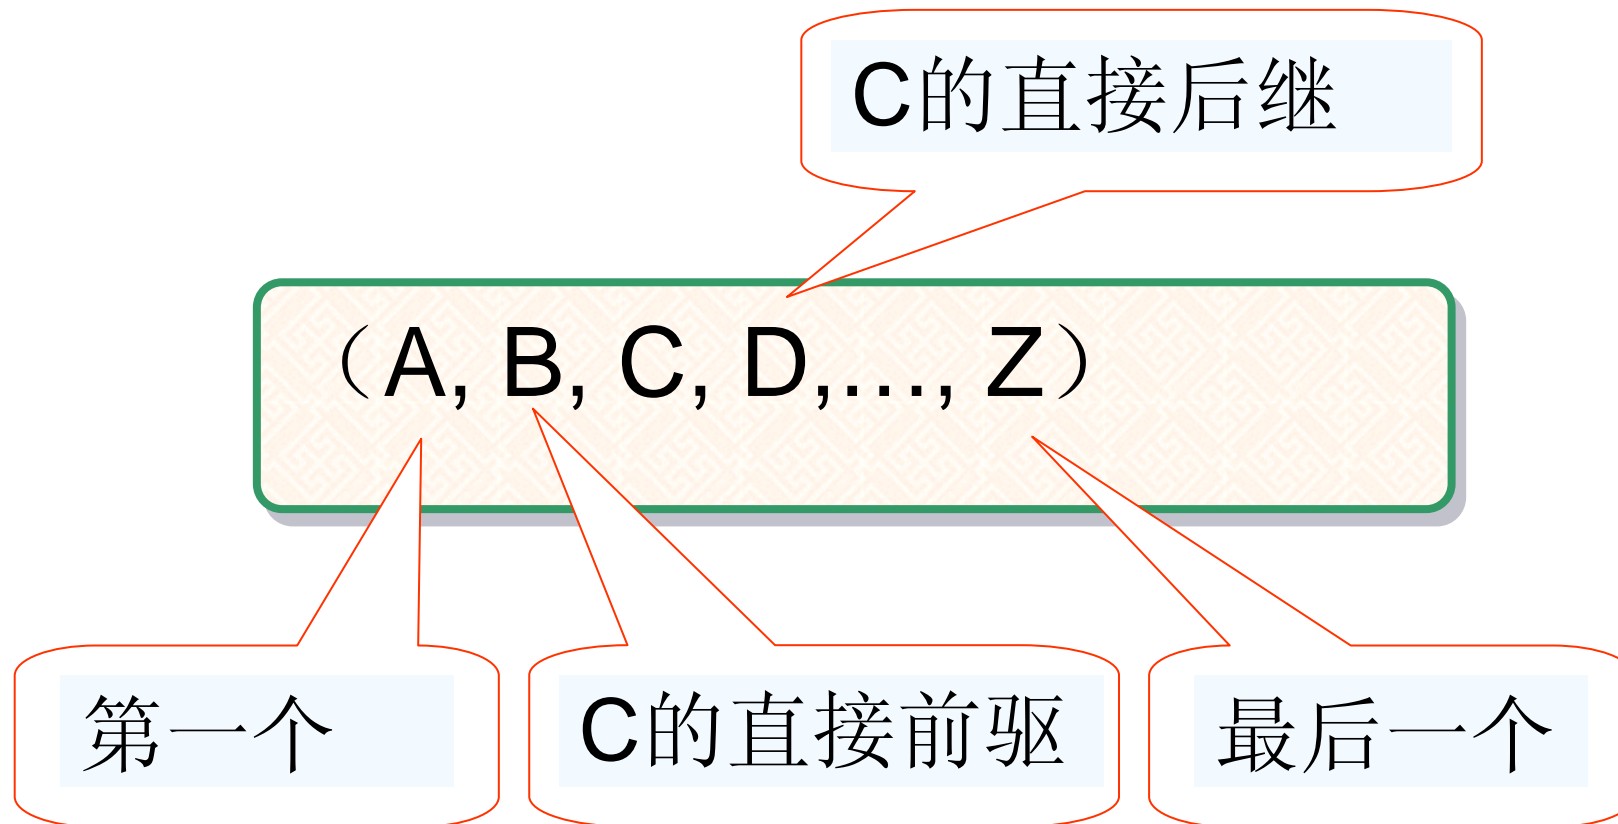 C的直接后继
（A, B, C, D,…, Z）
第一个
C的直接前驱
最后一个